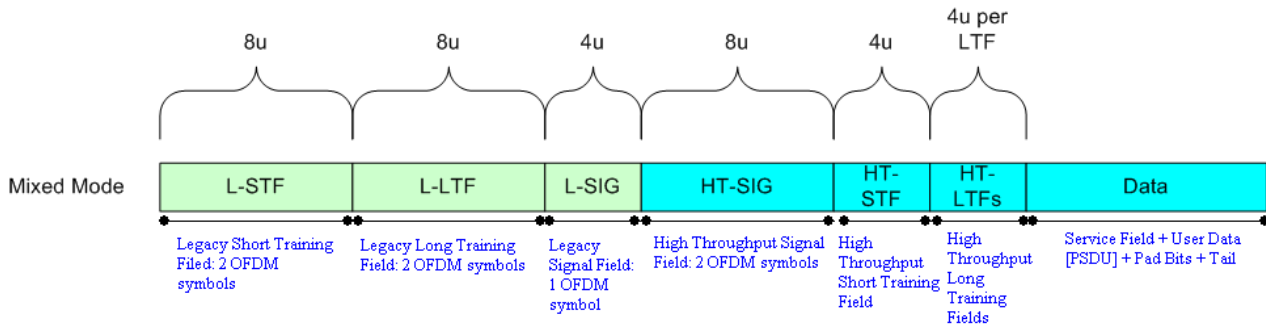 4u per
LTF
8u
8u
4u
8u
4u
Mixed Mode
L-STF
L-LTF
L-SIG
HT-SIG
HT-
STF
HT-
LTFs
Data
Legacy Short Training
Filed: 2 OFDM
symbols
Legacy Long Training
Field: 2 OFDM symbols
Legacy
Signal Field:
1 OFDM
symbol
High Throughput Signal
Field: 2 OFDM symbols
High
Throughput
Short Training
Field
High
Throughput
Long
Training
Fields
Service Field + User Data
[PSDU] + Pad Bits + Tail